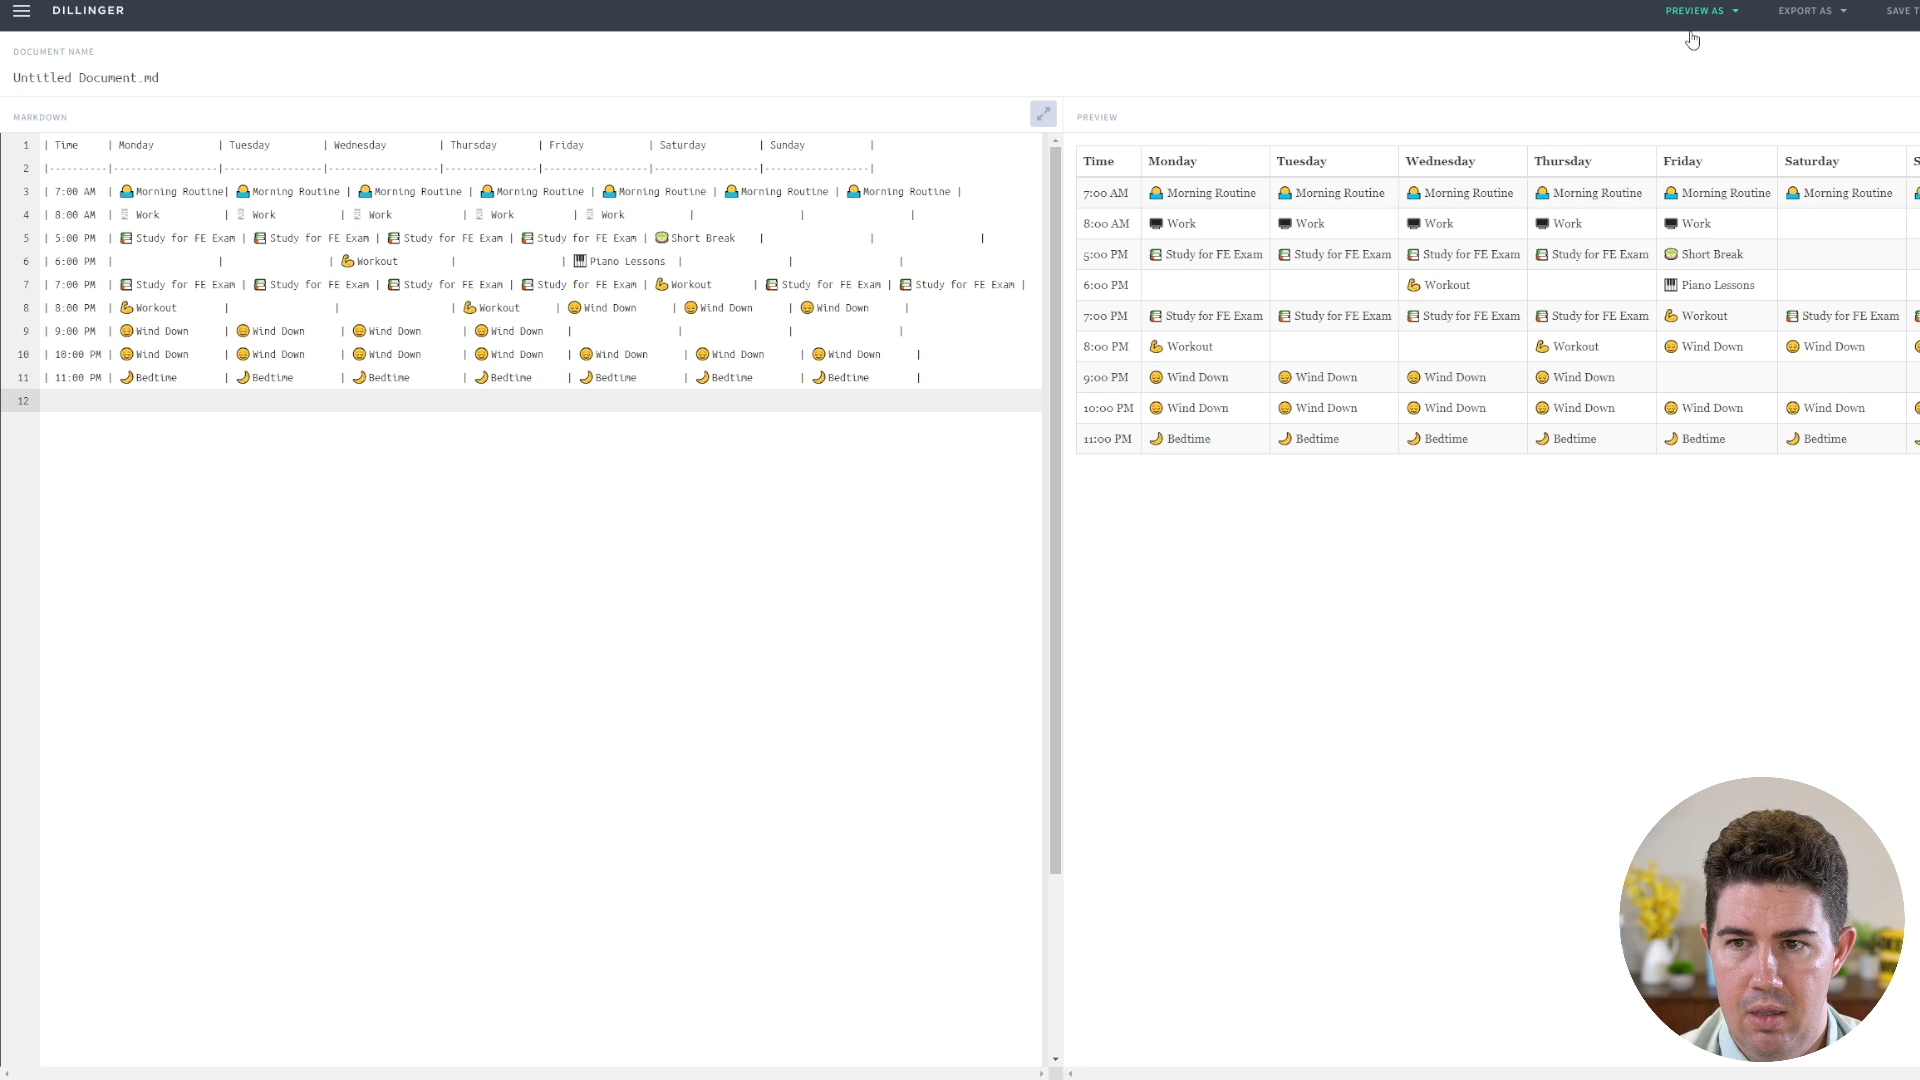 DILLINGER
PREVIEW AS
EXPORT AS
SAVE T
DOCUMENT NAME
Untitled Document.md
MARKDOWN
PREVIEW
1 | Time | Monday | Tuesday | Wednesday | Thursday | Friday | Saturday | Sunday |
2 |---------|------------------|-----------------|-------------------|----------------|------------------|------------------|------------------|
3 | 7:00 AM | 🤷Morning Routine| 🤷Morning Routine | 🤷Morning Routine | 🤷Morning Routine | 🤷Morning Routine | 🤷Morning Routine | 🤷Morning Routine |
4 | 8:00 AM | Work | Work | Work | Work | Work | | |
5 | 5:00 PM | 📚Study for FE Exam | 📚Study for FE Exam | 📚Study for FE Exam | 📚Study for FE Exam | 🍵Short Break | | |
6 | 6:00 PM | | | 💪Workout | | 🎹Piano Lessons | | |
7 | 7:00 PM | 📚Study for FE Exam | 📚Study for FE Exam | 📚Study for FE Exam | 📚Study for FE Exam | 💪Workout | 📚Study for FE Exam | 📚Study for FE Exam |
8 | 8:00 PM | 💪Workout | | | 💪Workout | 😌Wind Down | 😌Wind Down | 😌Wind Down |
9 | 9:00 PM | 😌Wind Down | 😌Wind Down | 😌Wind Down | 😌Wind Down | | | |
10 | 10:00 PM | 😌Wind Down | 😌Wind Down | 😌Wind Down | 😌Wind Down | 😌Wind Down | 😌Wind Down | 😌Wind Down |
11 | 11:00 PM | 🌙Bedtime | 🌙Bedtime | 🌙Bedtime | 🌙Bedtime | 🌙Bedtime | 🌙Bedtime | 🌙Bedtime |
12
Time Monday Tuesday Wednesday Thursday Friday Saturday S
7:00 AM Morning Routine Morning Routine Morning Routine Morning Routine Morning Routine Morning Routine
8:00 AM Work Work Work Work Work
5:00 PM Study for FE Exam Study for FE Exam Study for FE Exam Study for FE Exam Short Break
6:00 PM Workout Piano Lessons
7:00 PM Study for FE Exam Study for FE Exam Study for FE Exam Study for FE Exam Workout Study for FE Exam
8:00 PM Workout Workout Wind Down Wind Down
9:00 PM Wind Down Wind Down Wind Down Wind Down
10:00 PM Wind Down Wind Down Wind Down Wind Down Wind Down Wind Down
11:00 PM Bedtime Bedtime Bedtime Bedtime Bedtime Bedtime